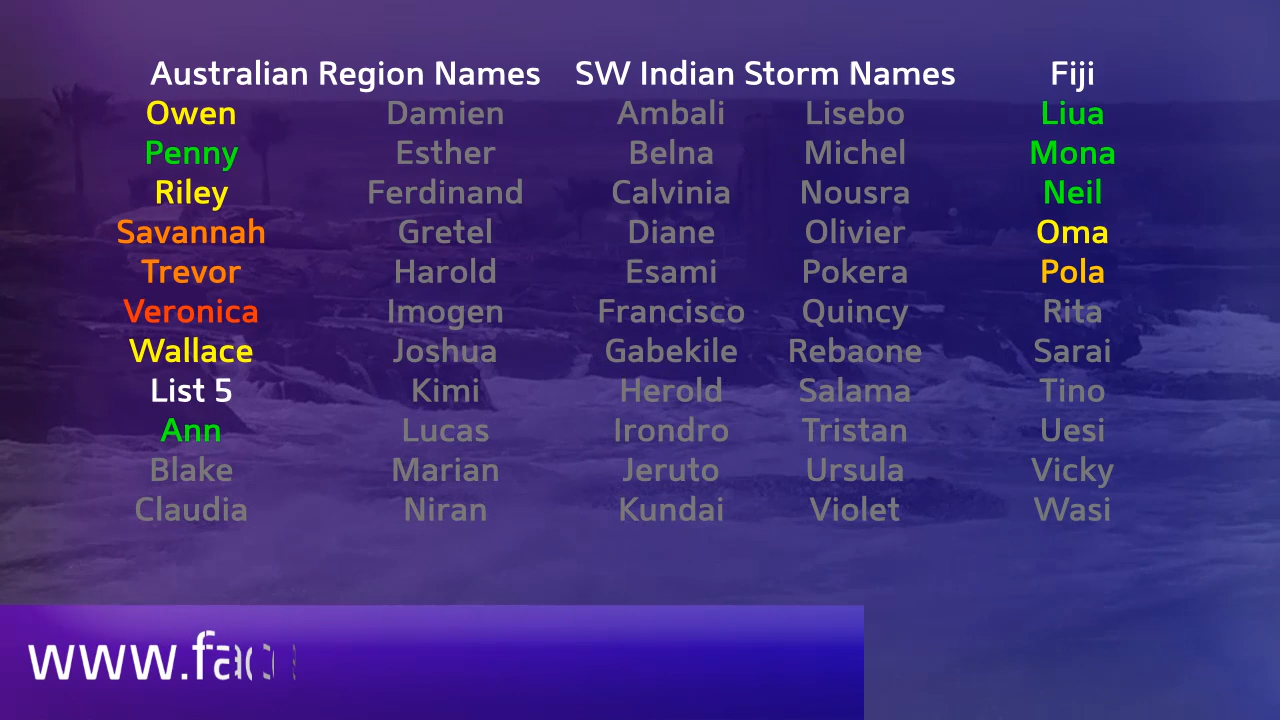 Australian Region Names SW Indian Storm Names Fiji
Owen Damien Ambali Lisebo Liua
Penny Esther Belna Michel Mona
Riley Ferdinand Calvinia Nousra Neil
Savannah Gretel Diane Olivier Oma
Trevor Harold Esami Pokera Pola
Veronica Imogen Francisco Quincy Rita
Wallace Joshua Gabekile Rebaone Sarai
List 5 Kimi Herold Salama Tino
Ann Lucas Irondro Tristan Uesi
Blake Marian Jeruto Ursula Vicky
Claudia Niran Kundai Violet Wasi